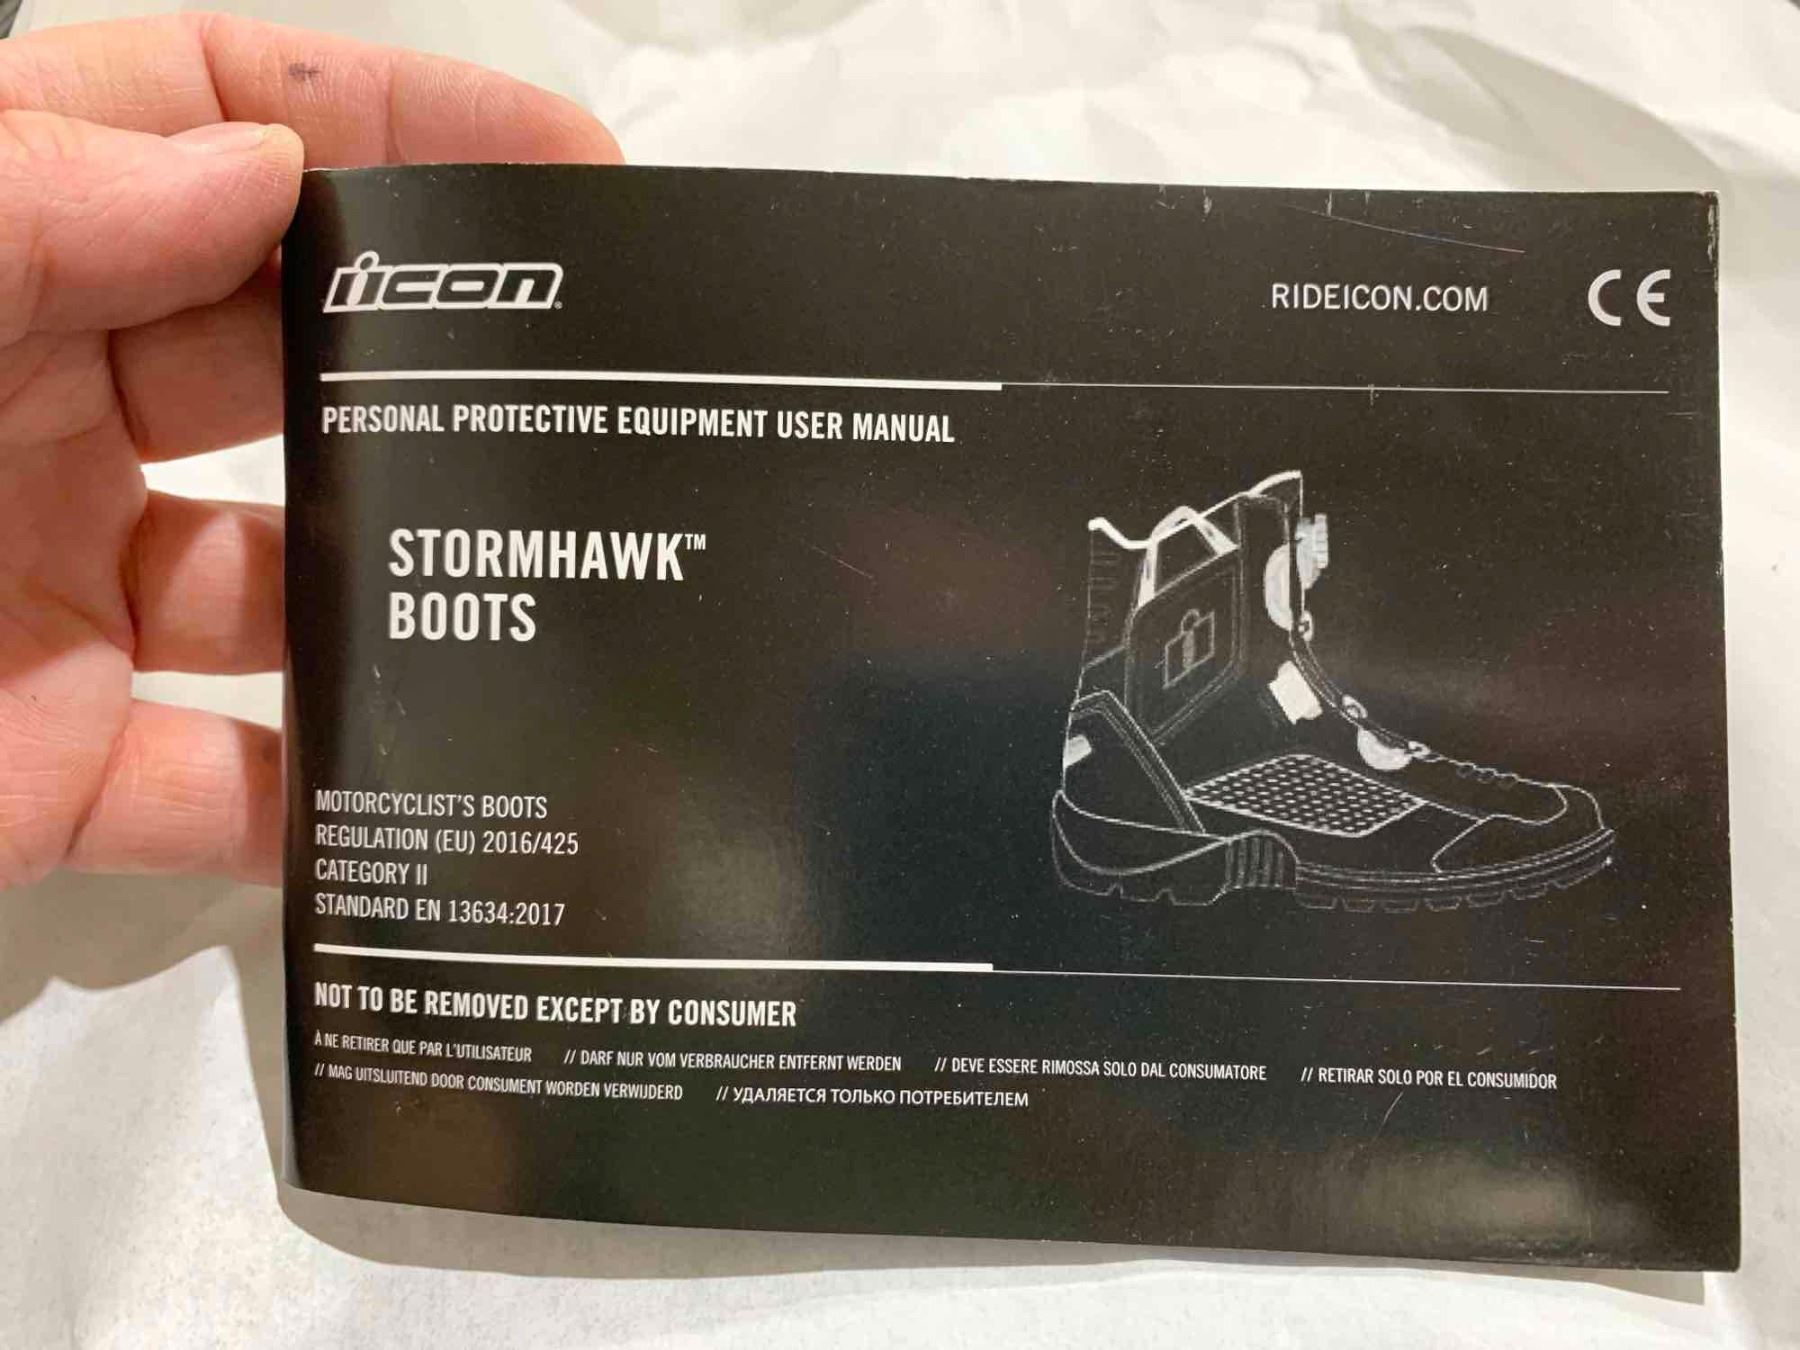 icon®
RIDEICON.COM
CE
PERSONAL PROTECTIVE EQUIPMENT USER MANUAL
STORMHAWK™
BOOTS
MOTORCYCLIST'S BOOTS
REGULATION (EU) 2016/425
CATEGORY II
STANDARD EN 13634:2017
NOT TO BE REMOVED EXCEPT BY CONSUMER
À NE RETIRER QUE PAR L'UTILISATEUR // DARF NUR VOM VERBRAUCHER ENTFERNT WERDEN // DEVE ESSERE RIMOSSA SOLO DAL CONSUMATORE // RETIRAR SOLO POR EL CONSUMIDOR
// MAG UITSLUITEND DOOR CONSUMENT WORDEN VERWIJDERD // УДАЛЯЕТСЯ ТОЛЬКО ПОТРЕБИТЕЛЕМ